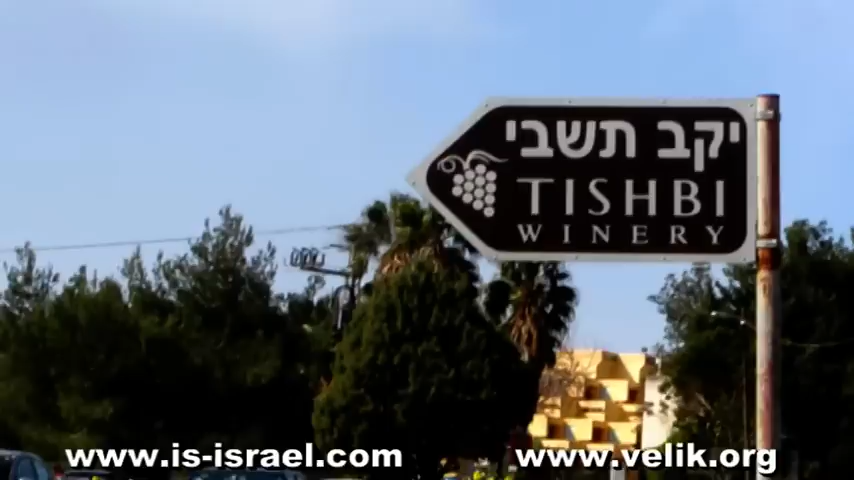 יקב תשבי
TISHBI
WINERY
www.is-israel.com www.velik.org